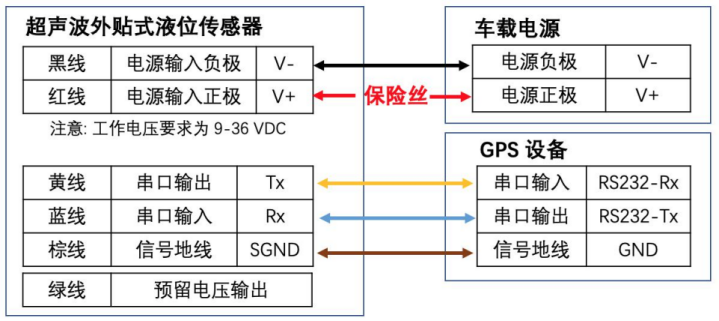 超声波外贴式液位传感器
黑线 电源输入负极 V-
红线 电源输入正极 V+
注意: 工作电压要求为 9-36 VDC
黄线 串口输出 Tx
蓝线 串口输入 Rx
棕线 信号地线 SGND
绿线 预留电压输出
保险丝
车载电源
电源负极 V-
电源正极 V+
GPS 设备
串口输入 RS232-Rx
串口输出 RS232-Tx
信号地线 GND